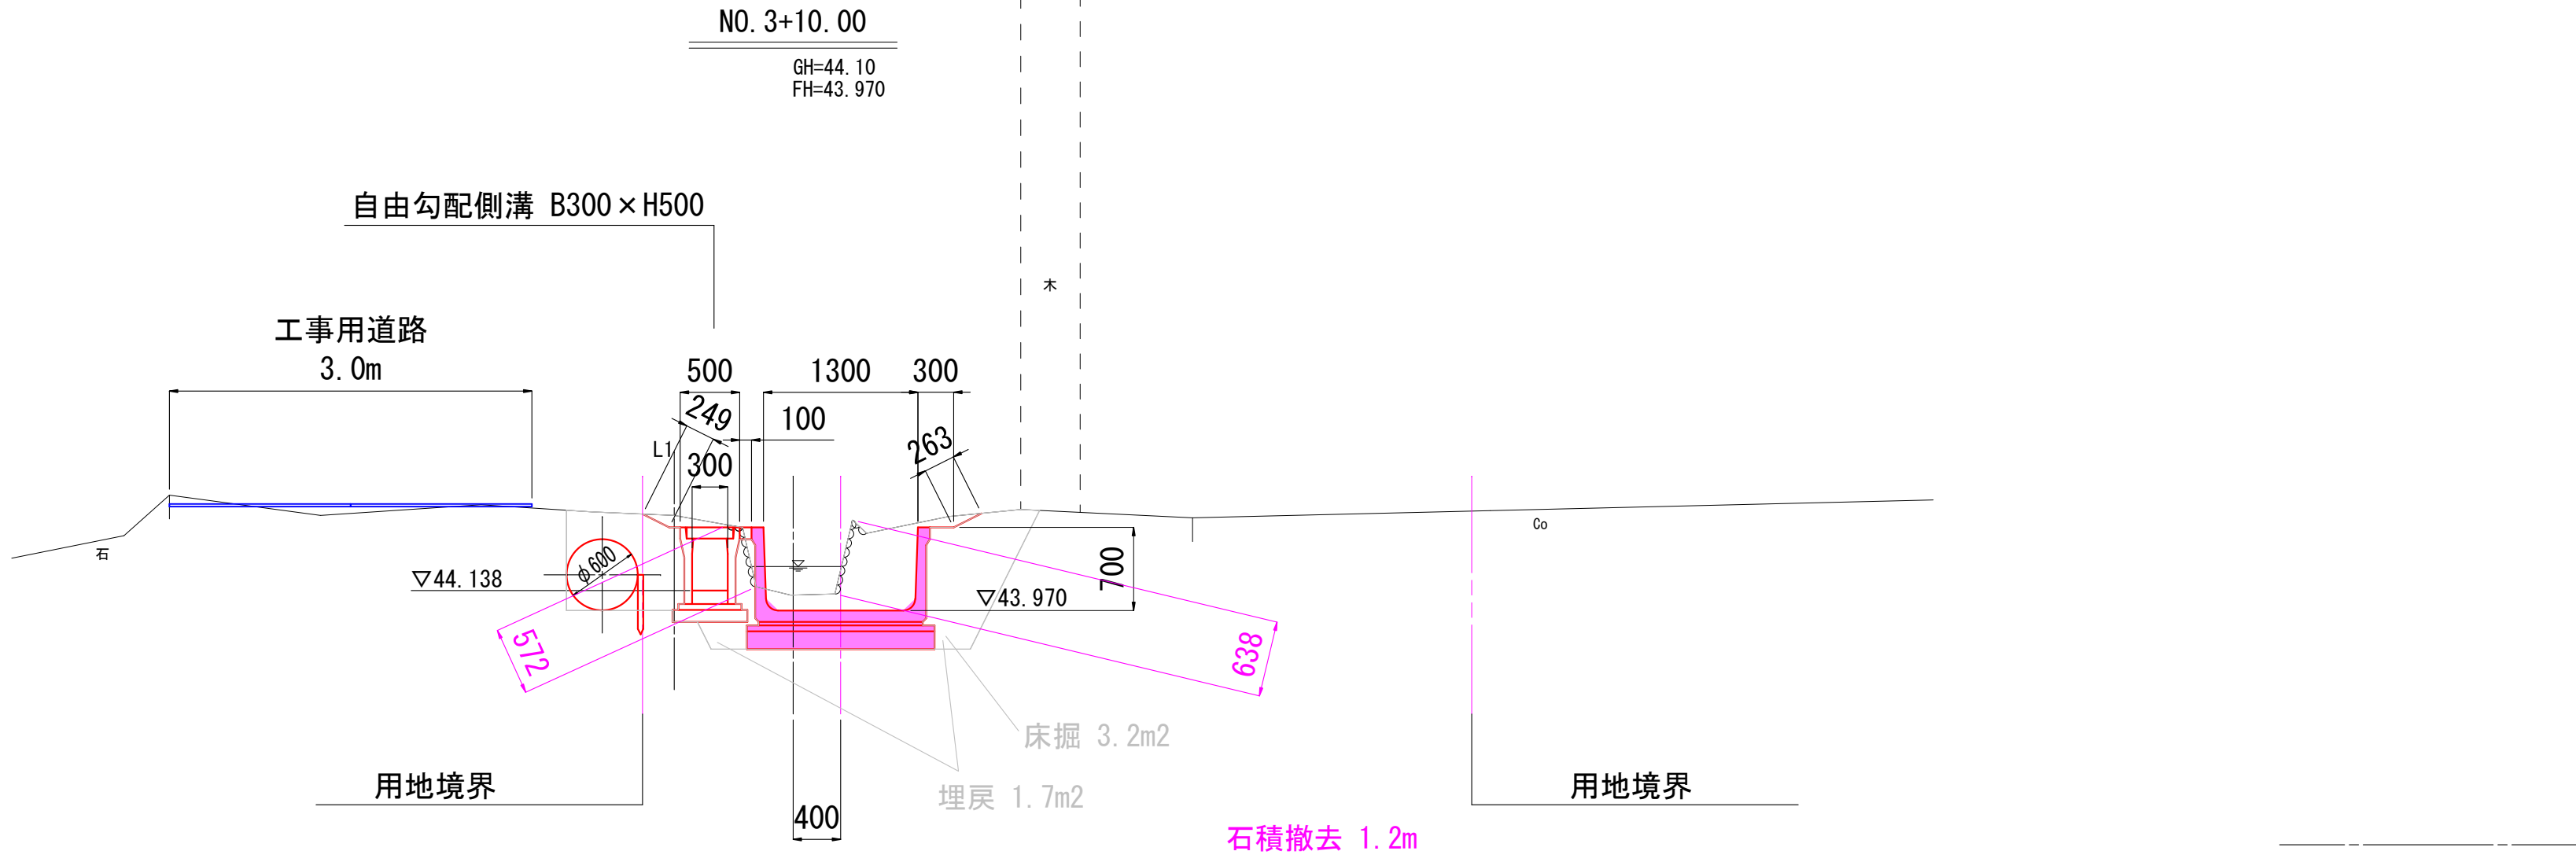 NO.3+10.00
GH=44.10
FH=43.970
自由勾配側溝 B300×H500
木
工事用道路
3.0m
500
1300
300
249
100
L1
300
263
石
Co
φ600
▽44.138
700
▽43.970
572
638
床掘 3.2m2
埋戻 1.7m2
用地境界
用地境界
400
石積撤去 1.2m